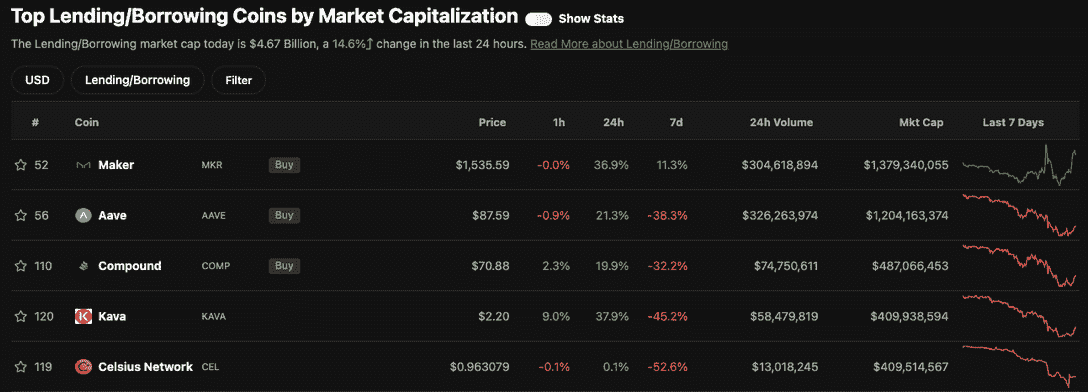 Top Lending/Borrowing Coins by Market Capitalization Show Stats
The Lending/Borrowing market cap today is $4.67 Billion, a 14.6% change in the last 24 hours. Read More about Lending/Borrowing
USD Lending/Borrowing Filter
# Coin Price 1h 24h 7d 24h Volume Mkt Cap Last 7 Days
52 Maker MKR Buy $1,535.59 -0.0% 36.9% 11.3% $304,618,894 $1,379,340,055
56 Aave AAVE Buy $87.59 -0.9% 21.3% -38.3% $326,263,974 $1,204,163,374
110 Compound COMP Buy $70.88 2.3% 19.9% -32.2% $74,750,611 $487,066,453
120 Kava KAVA $2.20 9.0% 37.9% -45.2% $58,479,819 $409,938,594
119 Celsius Network CEL $0.963079 -0.1% 0.1% -52.6% $13,018,245 $409,514,567